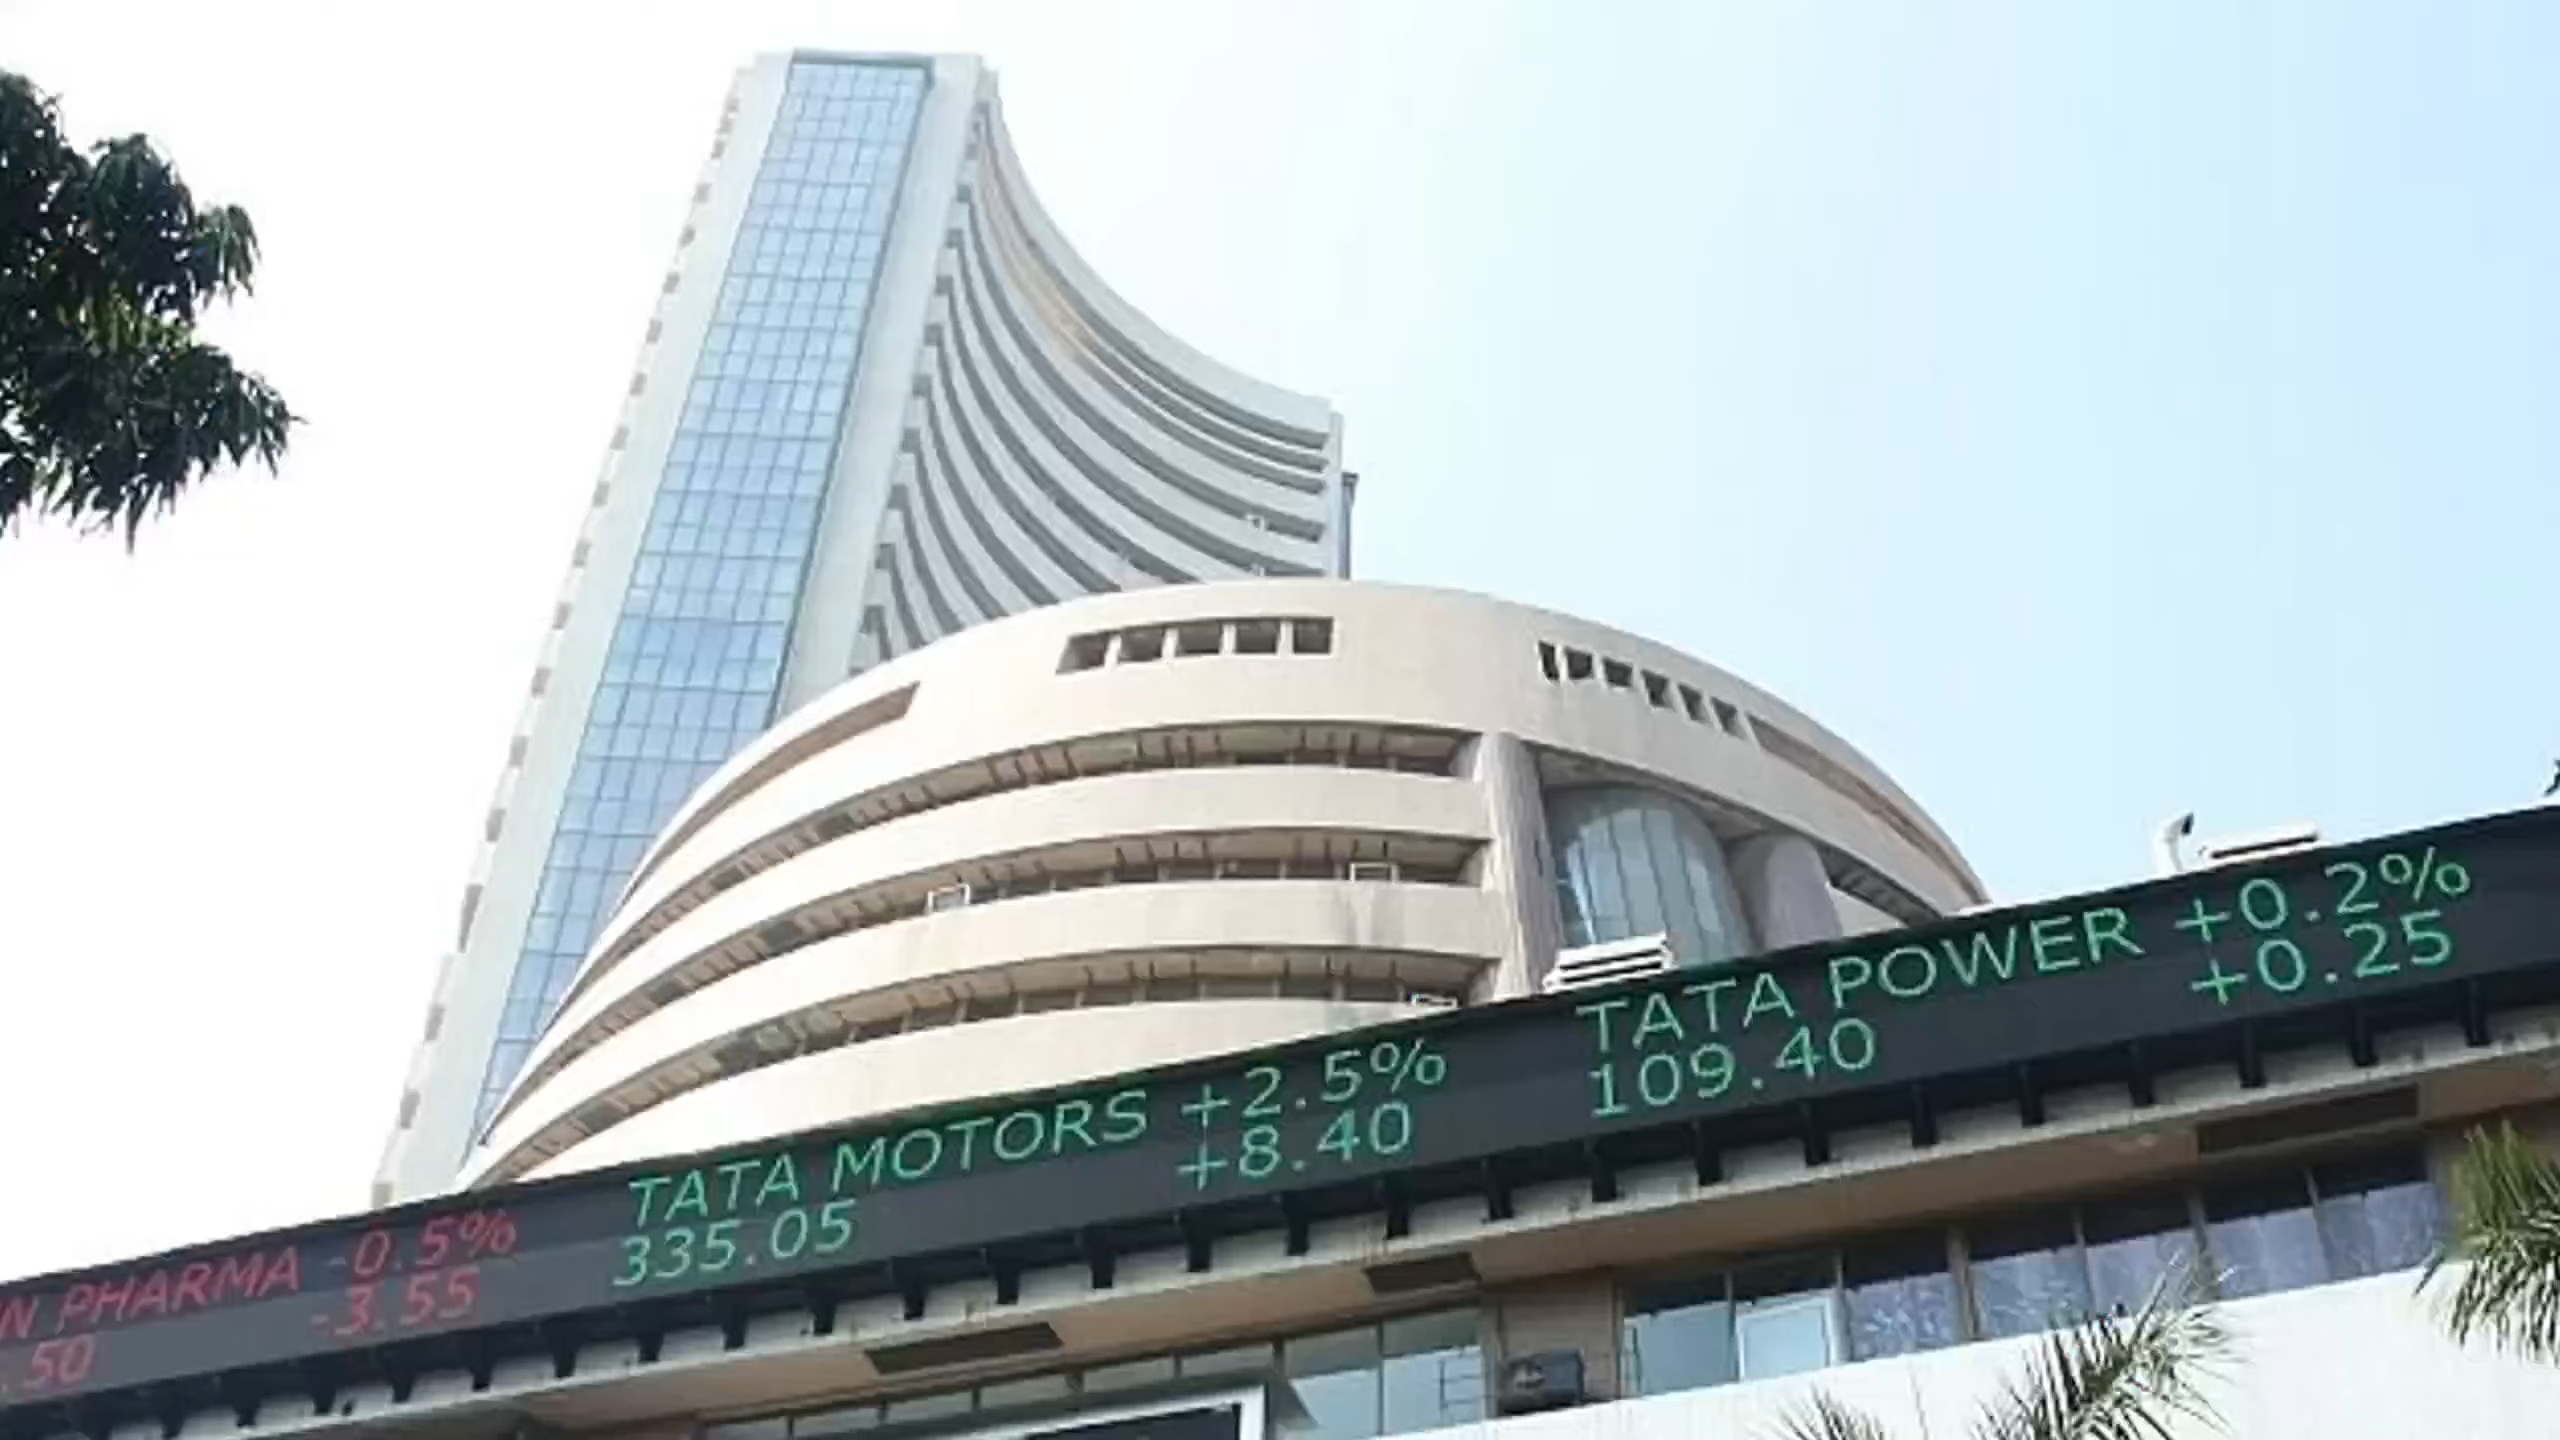 N PHARMA -0.5%
.50 -3.55
TATA MOTORS +2.5%
335.05 +8.40
TATA POWER +0.2%
109.40 +0.25